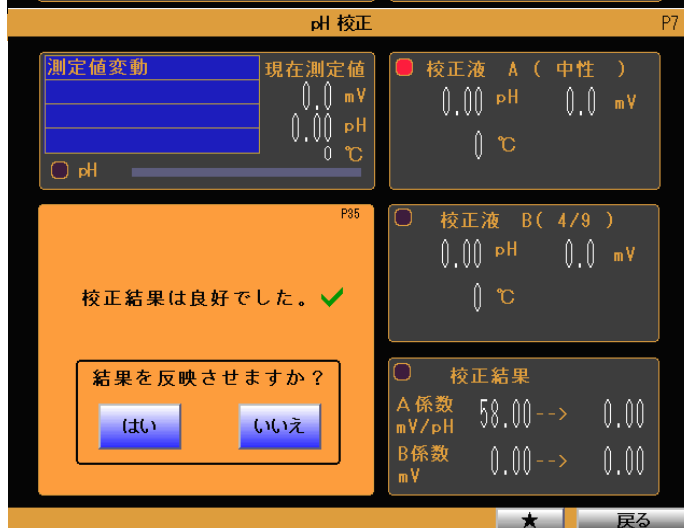 pH 校正 P7
測定値変動 現在測定値
0.0 mV
0.00 pH
0 ℃
pH
校正液 A ( 中性 )
0.00 pH 0.0 mV
0 ℃
P35
校正結果は良好でした。
結果を反映させますか？
はい いいえ
校正液 B( 4/9 )
0.00 pH 0.0 mV
0 ℃
校正結果
A係数
mV/pH 58.00--> 0.00
B係数
mV 0.00--> 0.00
★ 戻る